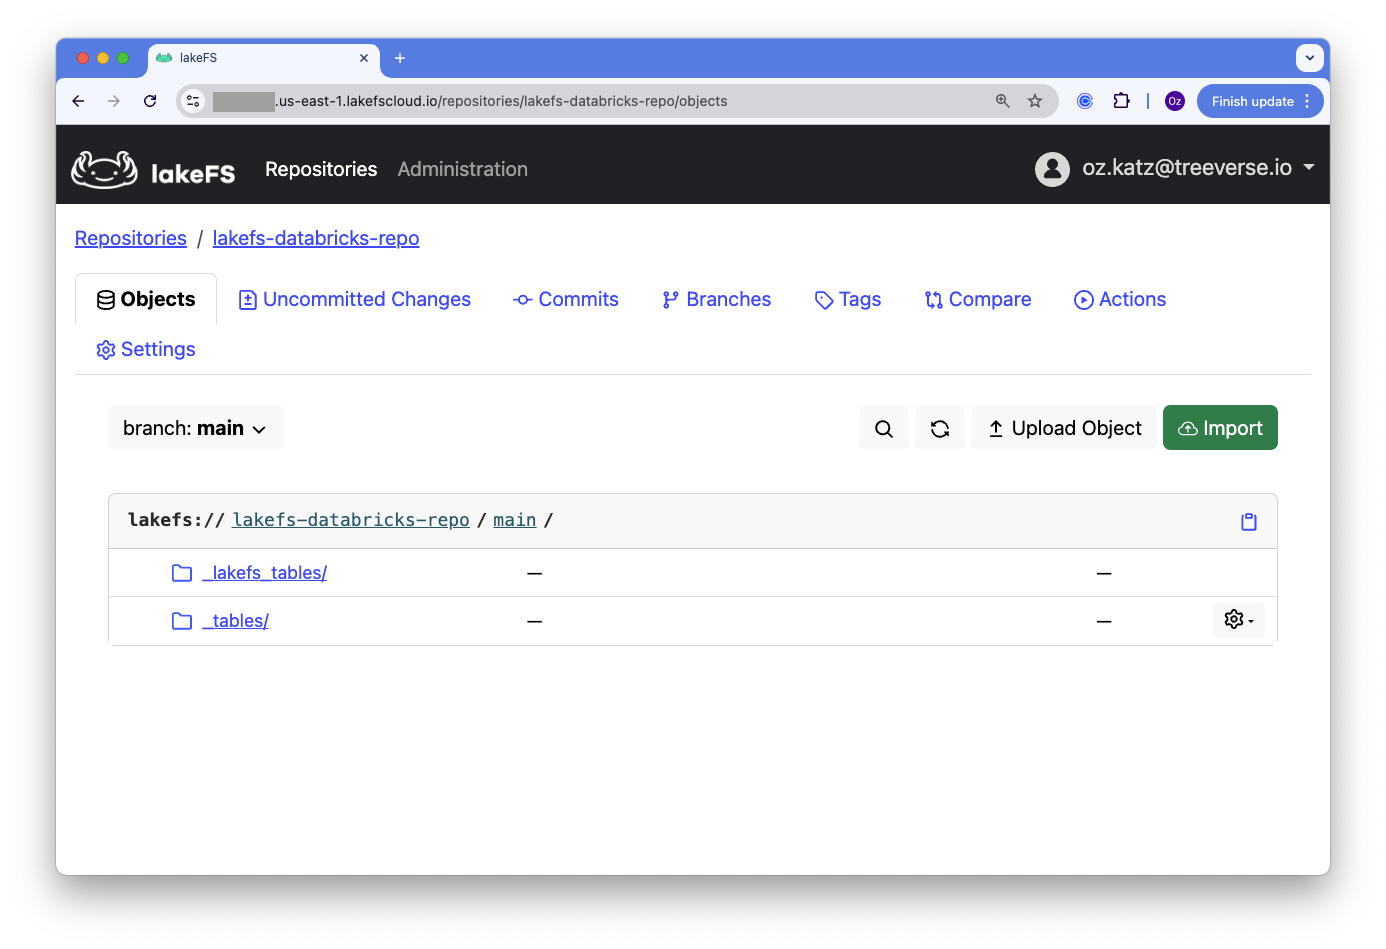 lakeFS
.us-east-1.lakefscloud.io/repositories/lakefs-databricks-repo/objects
Oz
Finish update
lakeFS Repositories Administration oz.katz@treeverse.io
Repositories / lakefs-databricks-repo
Objects Uncommitted Changes Commits Branches Tags Compare Actions
Settings
branch: main Upload Object Import
lakefs:// lakefs-databricks-repo / main /
_lakefs_tables/ — —
_tables/ — —